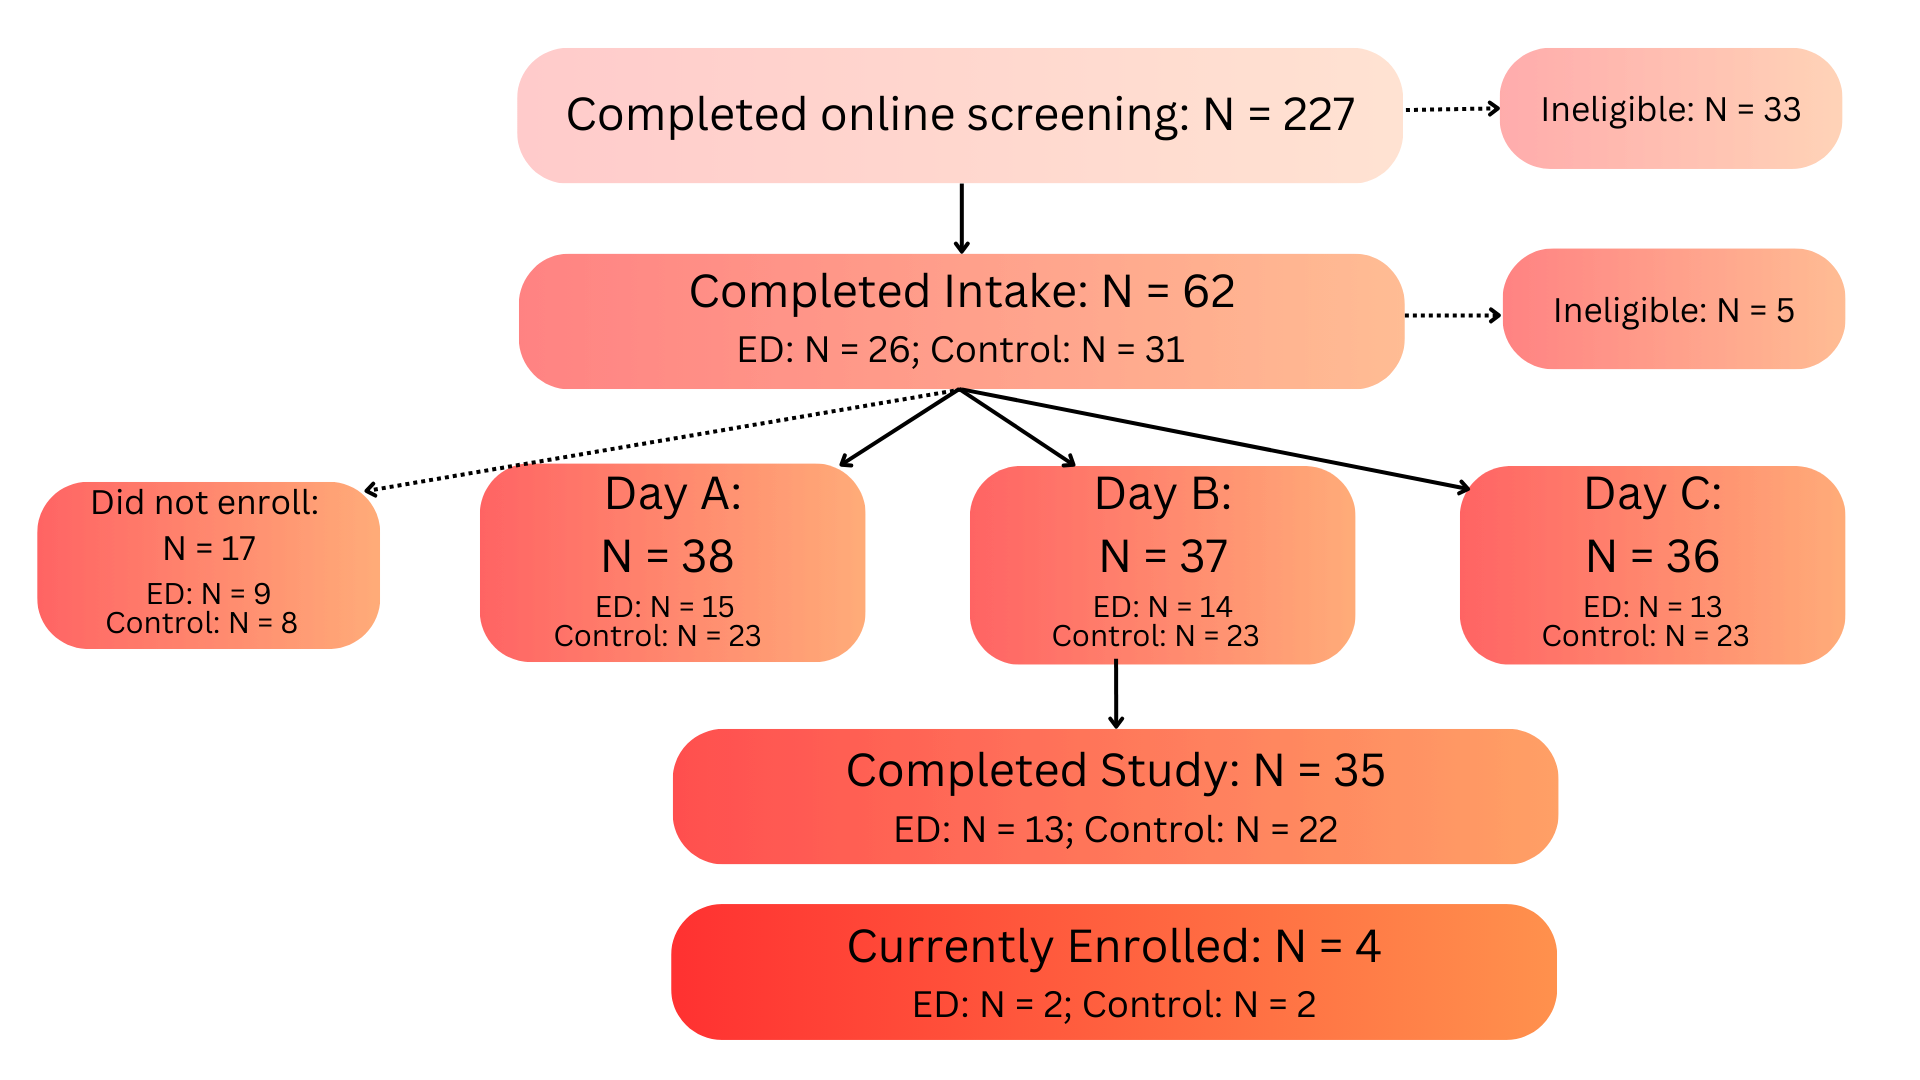 Completed online screening: N = 227
Ineligible: N = 33
Completed Intake: N = 62
ED: N = 26; Control: N = 31
Ineligible: N = 5
Did not enroll:
N = 17
ED: N = 9
Control: N = 8
Day A:
N = 38
ED: N = 15
Control: N = 23
Day B:
N = 37
ED: N = 14
Control: N = 23
Day C:
N = 36
ED: N = 13
Control: N = 23
Completed Study: N = 35
ED: N = 13; Control: N = 22
Currently Enrolled: N = 4
ED: N = 2; Control: N = 2